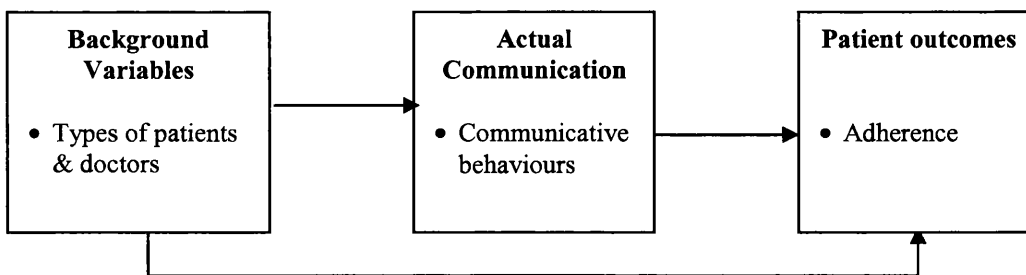 Background
Variables
• Types of patients
& doctors
Actual
Communication
• Communicative
behaviours
Patient outcomes
• Adherence